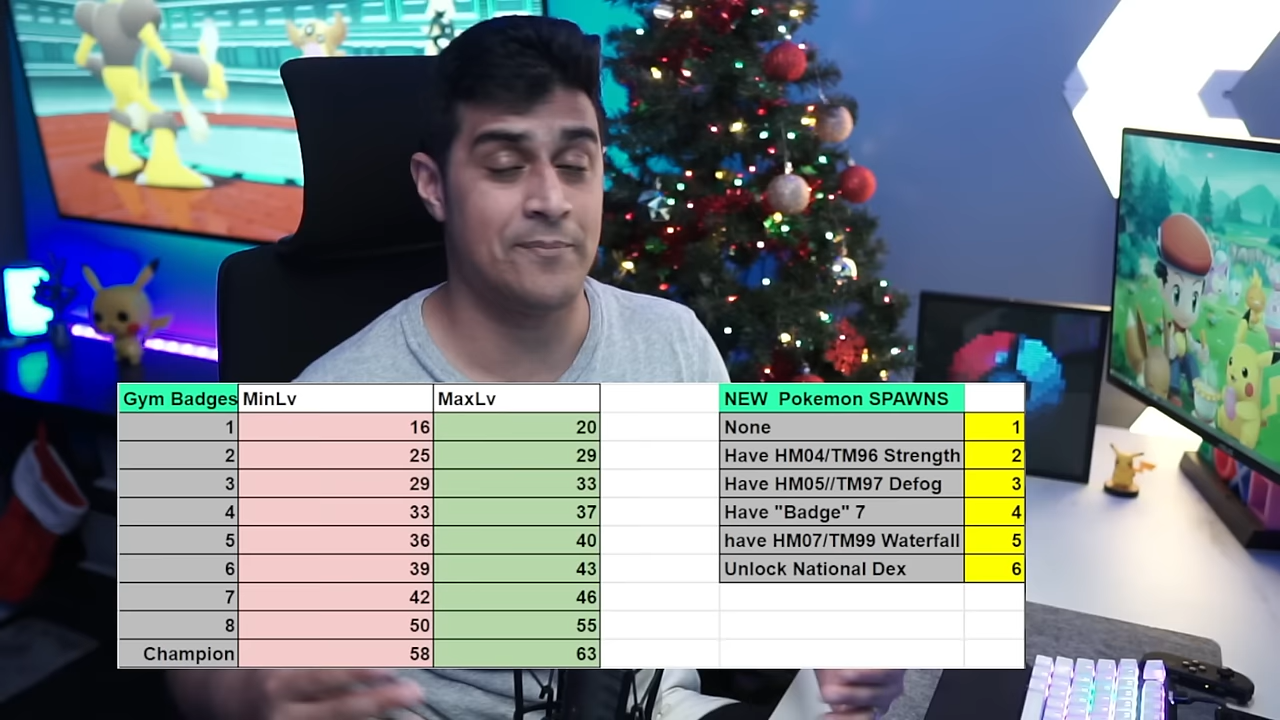 Gym Badges MinLv MaxLv
1 16 20
2 25 29
3 29 33
4 33 37
5 36 40
6 39 43
7 42 46
8 50 55
Champion 58 63
NEW Pokemon SPAWNS
None 1
Have HM04/TM96 Strength 2
Have HM05//TM97 Defog 3
Have "Badge" 7 4
have HM07/TM99 Waterfall 5
Unlock National Dex 6